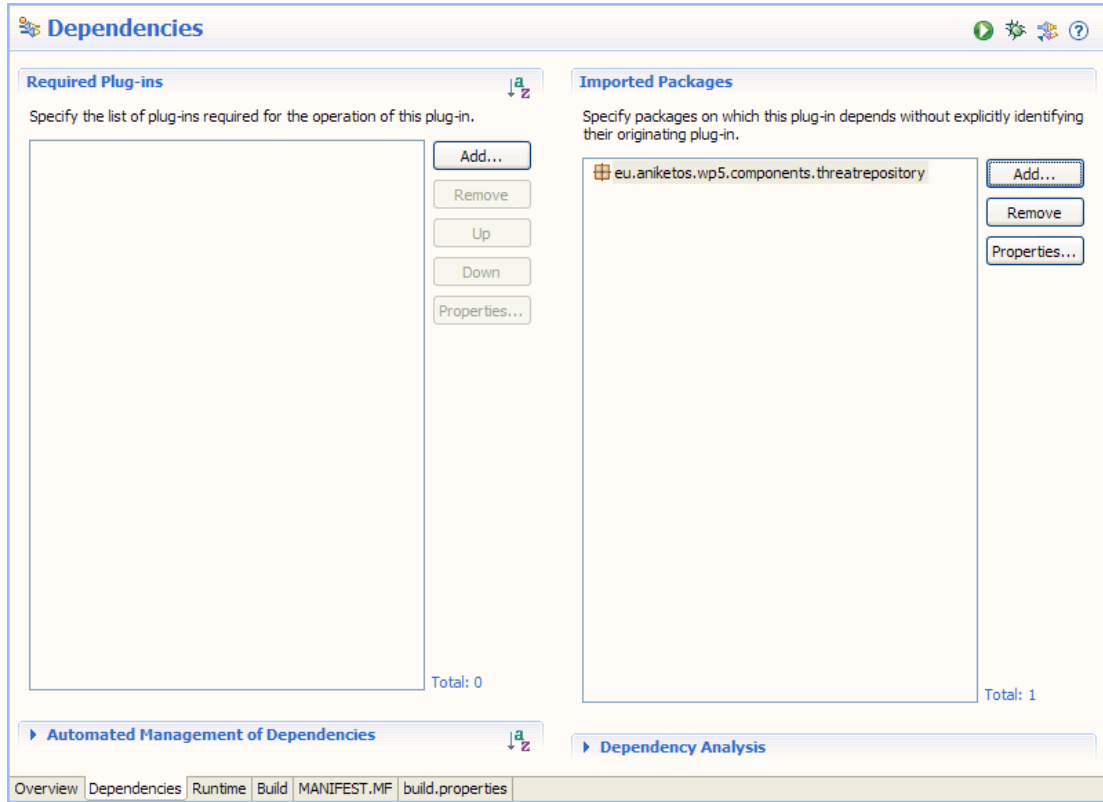 Dependencies
Required Plug-ins
Specify the list of plug-ins required for the operation of this plug-in.
Add...
Remove
Up
Down
Properties...
Total: 0
Automated Management of Dependencies
Imported Packages
Specify packages on which this plug-in depends without explicitly identifying
their originating plug-in.
eu.aniketos.wp5.components.threatrepository
Add...
Remove
Properties...
Total: 1
Dependency Analysis
Overview Dependencies Runtime Build MANIFEST.MF build.properties